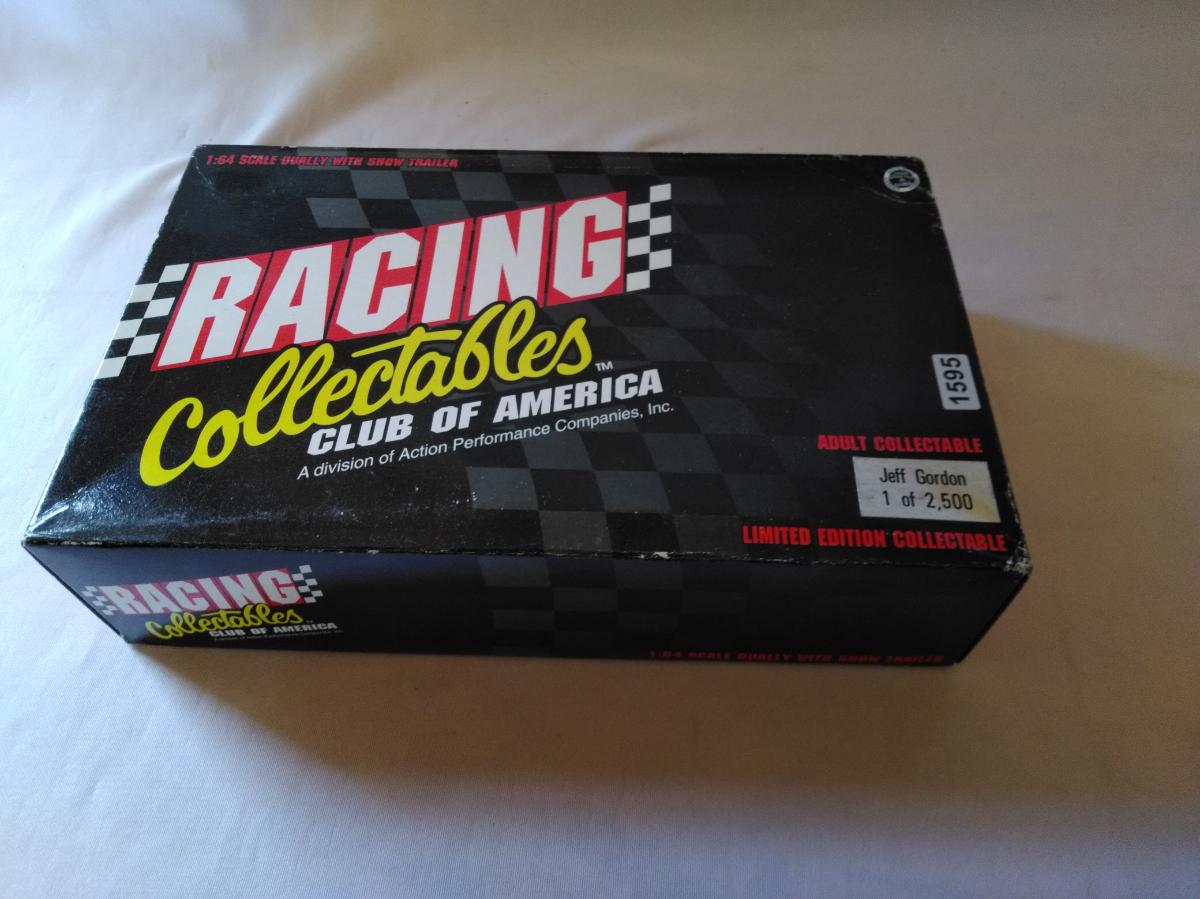 1:64 SCALE DUALLY WITH SHOW TRAILER
RACING
Collectables™
CLUB OF AMERICA
A division of Action Performance Companies, Inc.
1595
ADULT COLLECTABLE
Jeff Gordon
1 of 2,500
LIMITED EDITION COLLECTABLE
RACING
Collectables
CLUB OF AMERICA
1:64 SCALE DUALLY WITH SHOW TRAILER